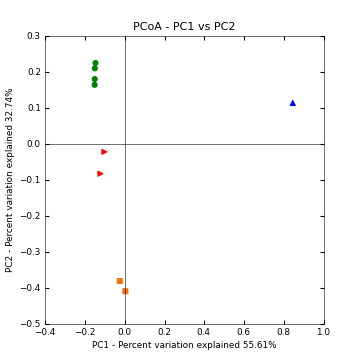 PCoA - PC1 vs PC2
0.3
0.2
0.1
0.0
−0.1
−0.2
−0.3
−0.4
−0.5
PC2 - Percent variation explained 32.74%
−0.4 −0.2 0.0 0.2 0.4 0.6 0.8 1.0
PC1 - Percent variation explained 55.61%